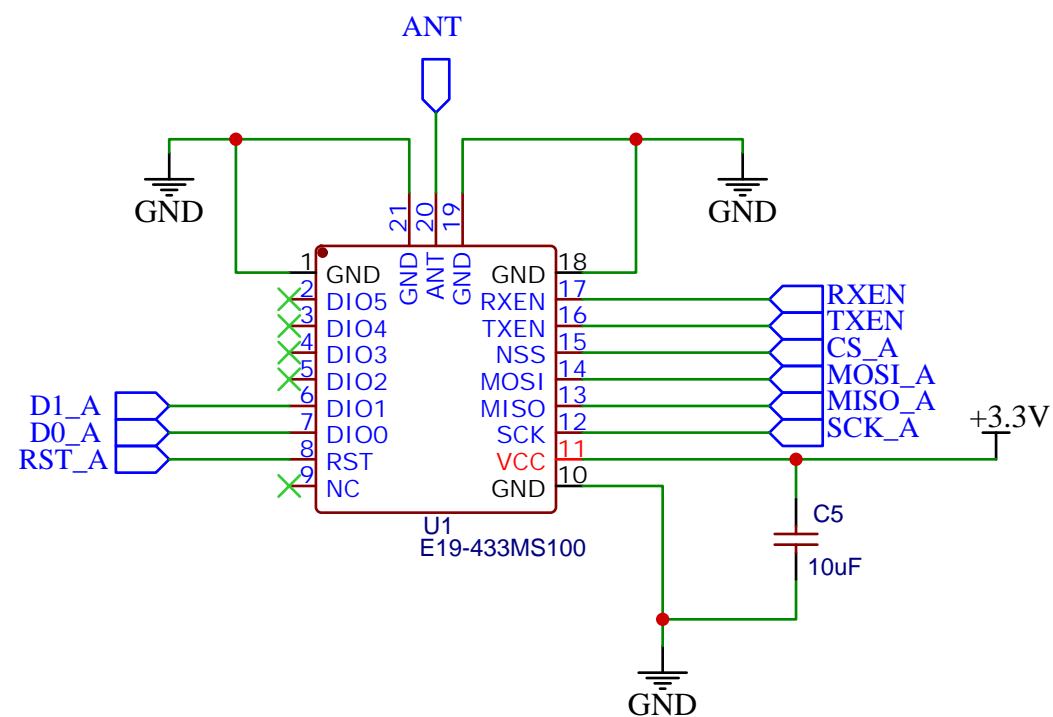 ANT
GND
GND
21
20
19
1
GND
GND
ANT
GND
GND
18
2
DIO5
RXEN
17
RXEN
3
DIO4
TXEN
16
TXEN
4
DIO3
NSS
15
CS_A
5
DIO2
MOSI
14
MOSI_A
D1_A
6
DIO1
MISO
13
MISO_A
D0_A
7
DIO0
SCK
12
SCK_A
+3.3V
RST_A
8
RST
VCC
11
9
NC
GND
10
U1
E19-433MS100
C5
10uF
GND